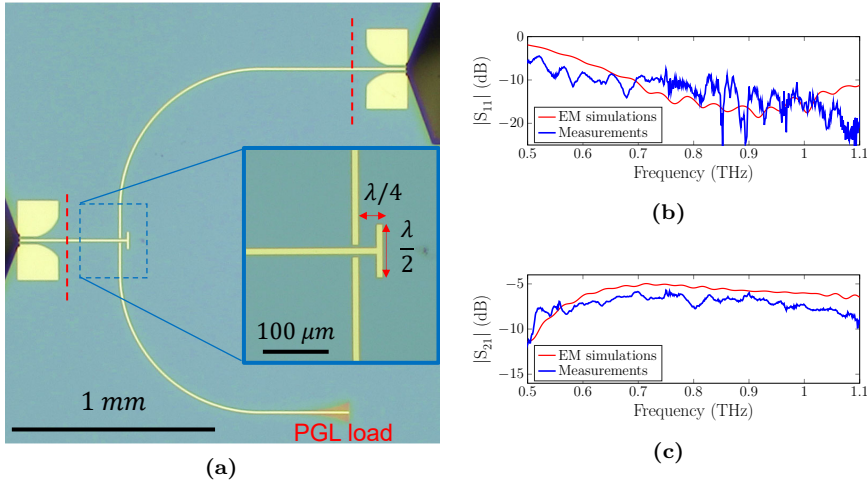 λ/4
λ
2
100 μm
1 mm
PGL load
(a)
|S₁₁| (dB)
0
−10
−20
EM simulations
Measurements
0.5 0.6 0.7 0.8 0.9 1 1.1
Frequency (THz)
(b)
|S₂₁| (dB)
−5
−10
−15
EM simulations
Measurements
0.5 0.6 0.7 0.8 0.9 1 1.1
Frequency (THz)
(c)